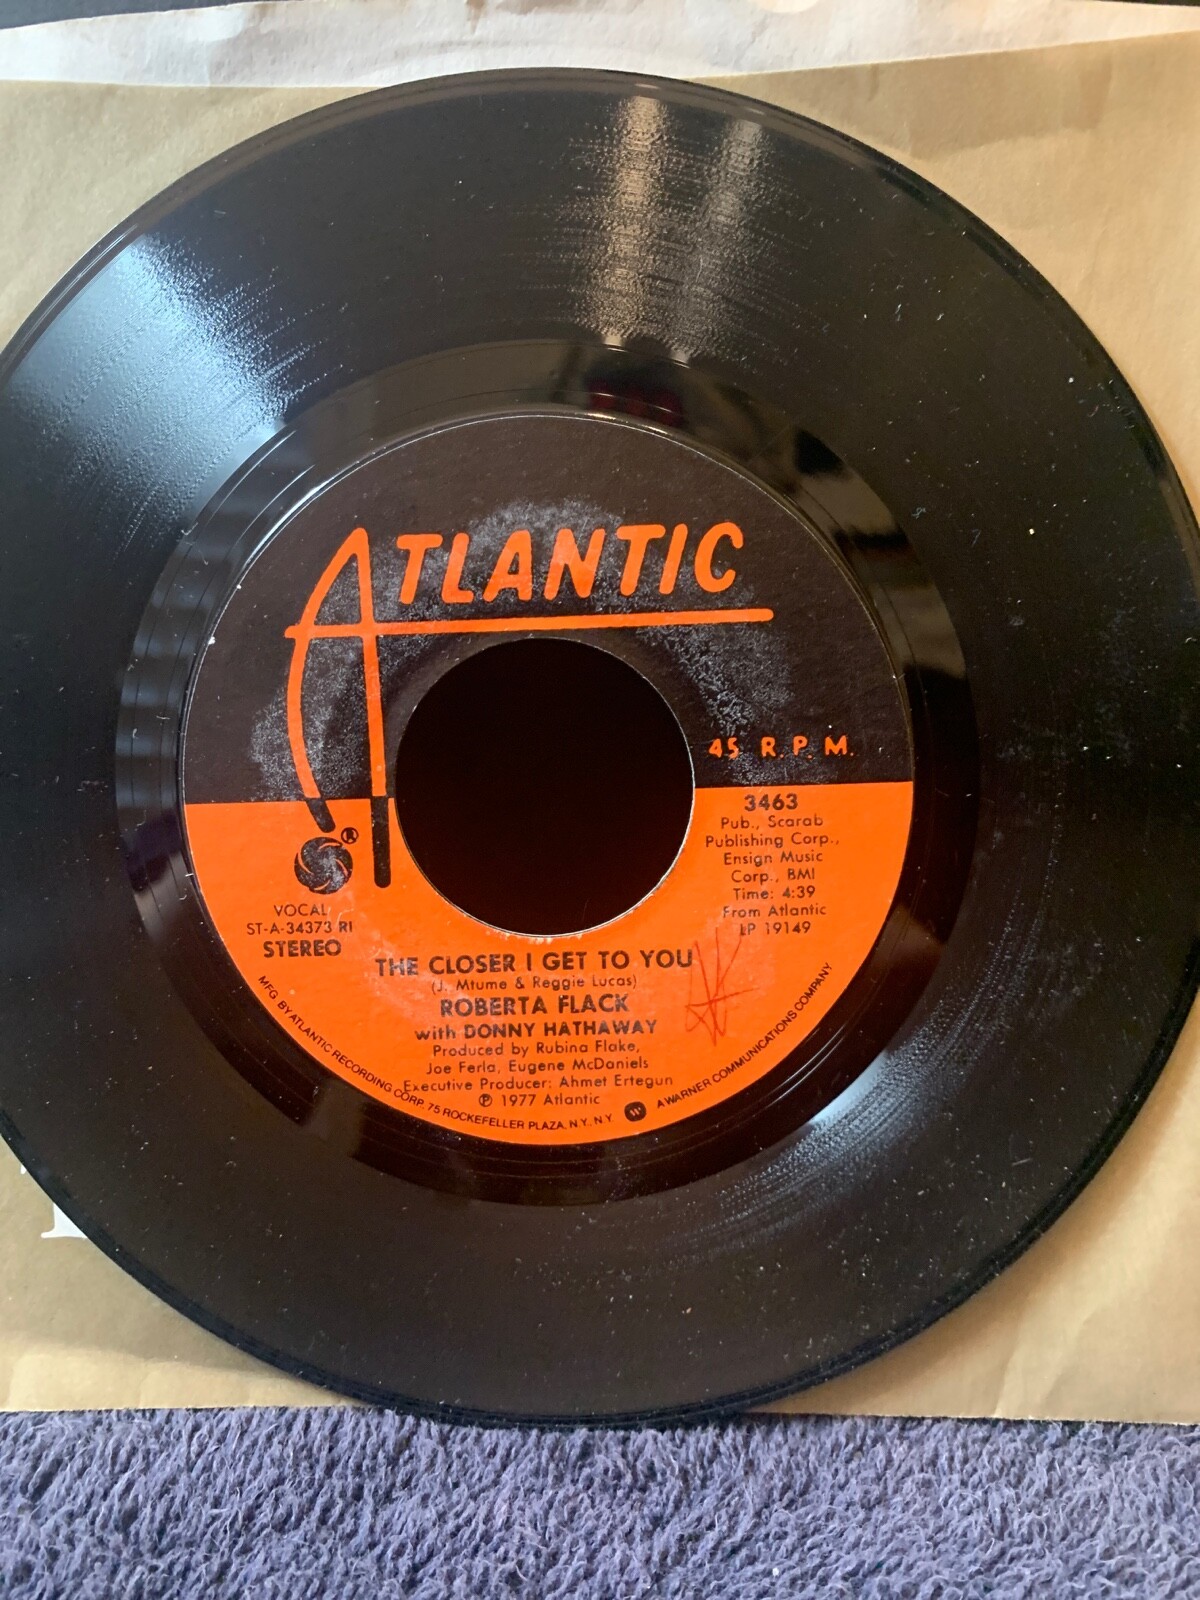 ATLANTIC
45 R.P.M.
3463
Pub., Scarab
Publishing Corp.,
Ensign Music
Corp., BMI
Time: 4:39
From Atlantic
LP 19149
®
VOCAL
ST-A-34373 RI
STEREO
THE CLOSER I GET TO YOU
(J. Mtume & Reggie Lucas)
ROBERTA FLACK
with DONNY HATHAWAY
Produced by Rubina Flake,
Joe Ferla, Eugene McDaniels
Executive Producer: Ahmet Ertegun
℗ 1977 Atlantic
MFG. BY ATLANTIC RECORDING CORP. 75 ROCKEFELLER PLAZA, N.Y., N.Y. W A WARNER COMMUNICATIONS COMPANY